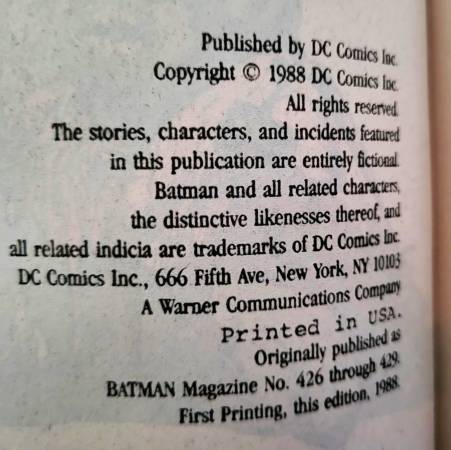 Published by DC Comics Inc.
Copyright © 1988 DC Comics Inc.
All rights reserved.
The stories, characters, and incidents featured
in this publication are entirely fictional.
Batman and all related characters,
the distinctive likenesses thereof, and
all related indicia are trademarks of DC Comics Inc.
DC Comics Inc., 666 Fifth Ave, New York, NY 10103
A Warner Communications Company
Printed in USA.
Originally published as
BATMAN Magazine No. 426 through 429.
First Printing, this edition, 1988.